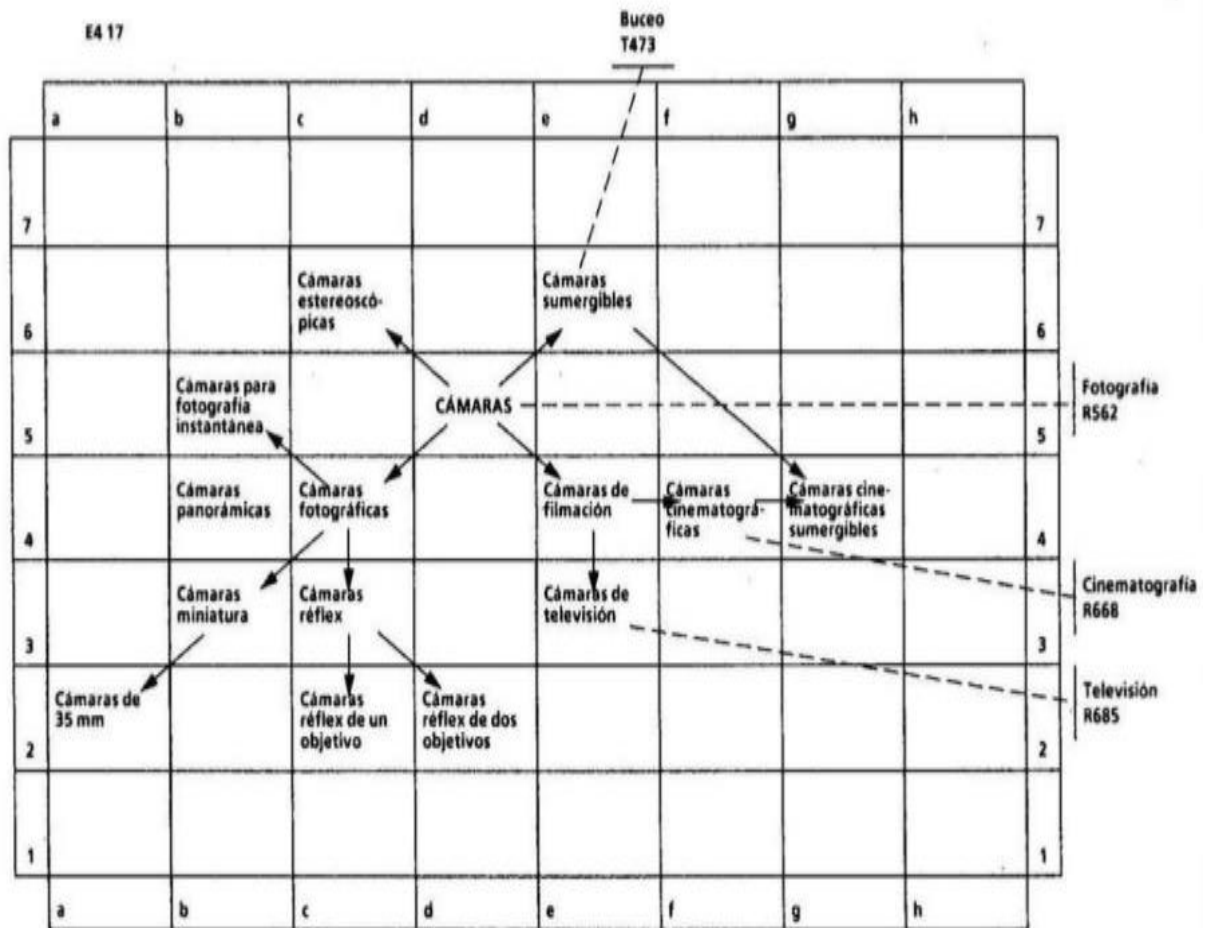 E4 17
Buceo
T473
a b c d e f g h
7 7
Cámaras
estereoscó-
picas
Cámaras
sumergibles
6 6
Cámaras para
fotografía
instantánea
CÁMARAS
Fotografía
R562
5 5
Cámaras
panorámicas
Cámaras
fotográficas
Cámaras de
filmación
Cámaras
cinematográ-
ficas
Cámaras cine-
matográficas
sumergibles
4 4
Cámaras
miniatura
Cámaras
réflex
Cámaras de
televisión
Cinematografía
R668
3 3
Cámaras de
35 mm
Cámaras
réflex de un
objetivo
Cámaras
réflex de dos
objetivos
Televisión
R685
2 2
1 1
a b c d e f g h